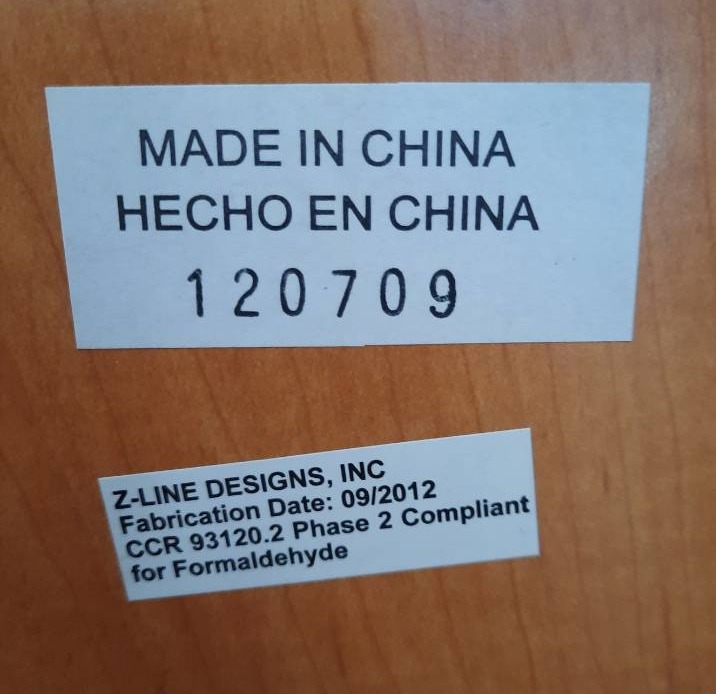 MADE IN CHINA
HECHO EN CHINA
120709
Z-LINE DESIGNS, INC
Fabrication Date: 09/2012
CCR 93120.2 Phase 2 Compliant
for Formaldehyde